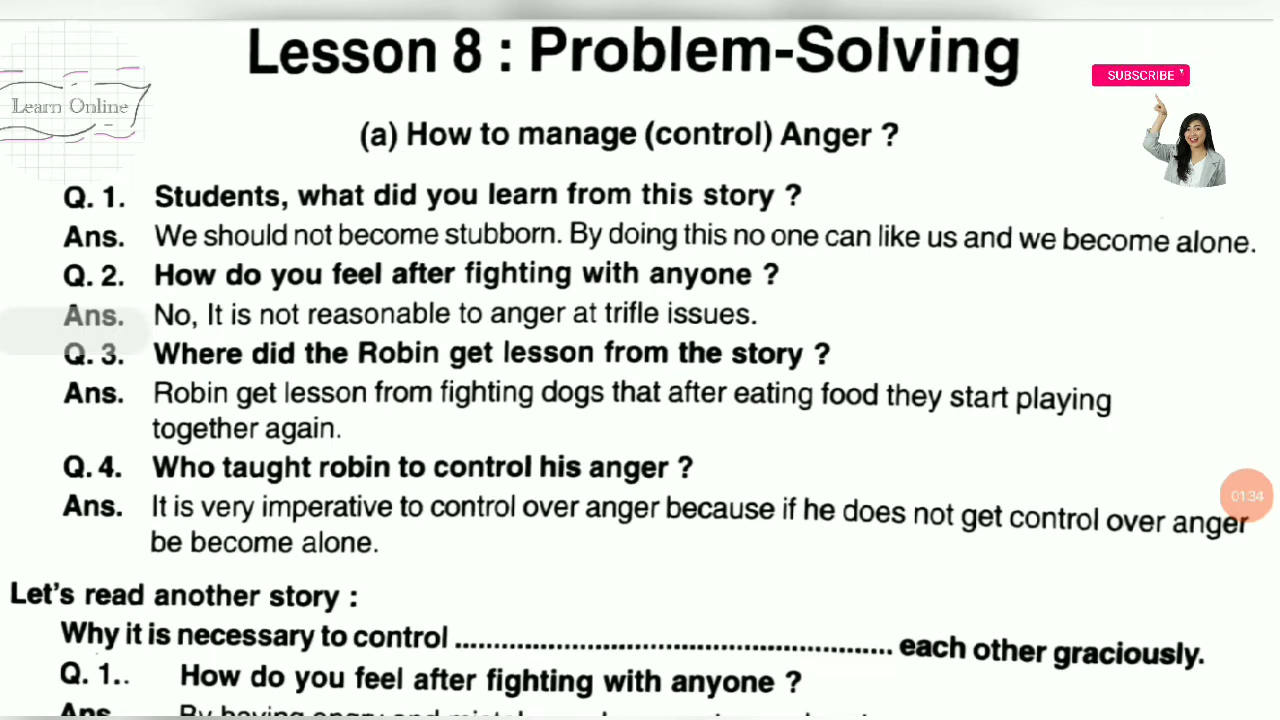 Lesson 8 : Problem-Solving
SUBSCRIBE
Learn Online
(a) How to manage (control) Anger ?
Q. 1. Students, what did you learn from this story ?
Ans. We should not become stubborn. By doing this no one can like us and we become alone.
Q. 2. How do you feel after fighting with anyone ?
Ans. No, It is not reasonable to anger at trifle issues.
Q. 3. Where did the Robin get lesson from the story ?
Ans. Robin get lesson from fighting dogs that after eating food they start playing
together again.
Q. 4. Who taught robin to control his anger ?
01:34
Ans. It is very imperative to control over anger because if he does not get control over anger
be become alone.
Let's read another story :
Why it is necessary to control ........................................................ each other graciously.
Q. 1.. How do you feel after fighting with anyone ?
Ans. By having angry and